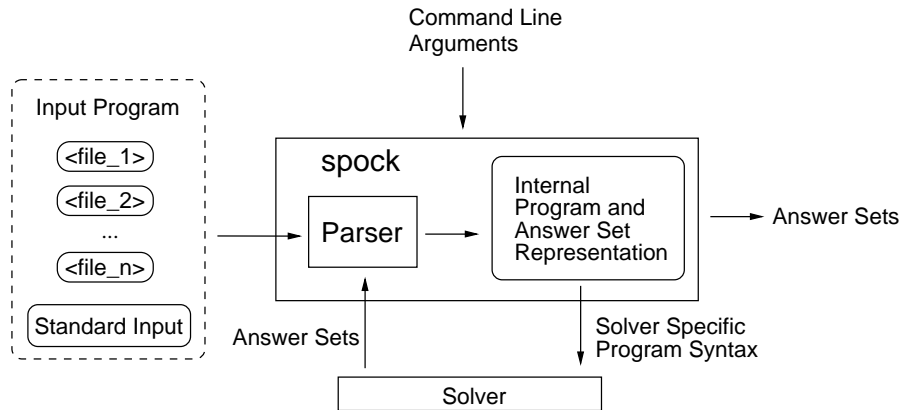 Command Line
Arguments
Input Program
<file_1>
<file_2>
...
<file_n>
Standard Input
spock
Parser
Internal
Program and
Answer Set
Representation
Answer Sets
Answer Sets
Solver Specific
Program Syntax
Solver